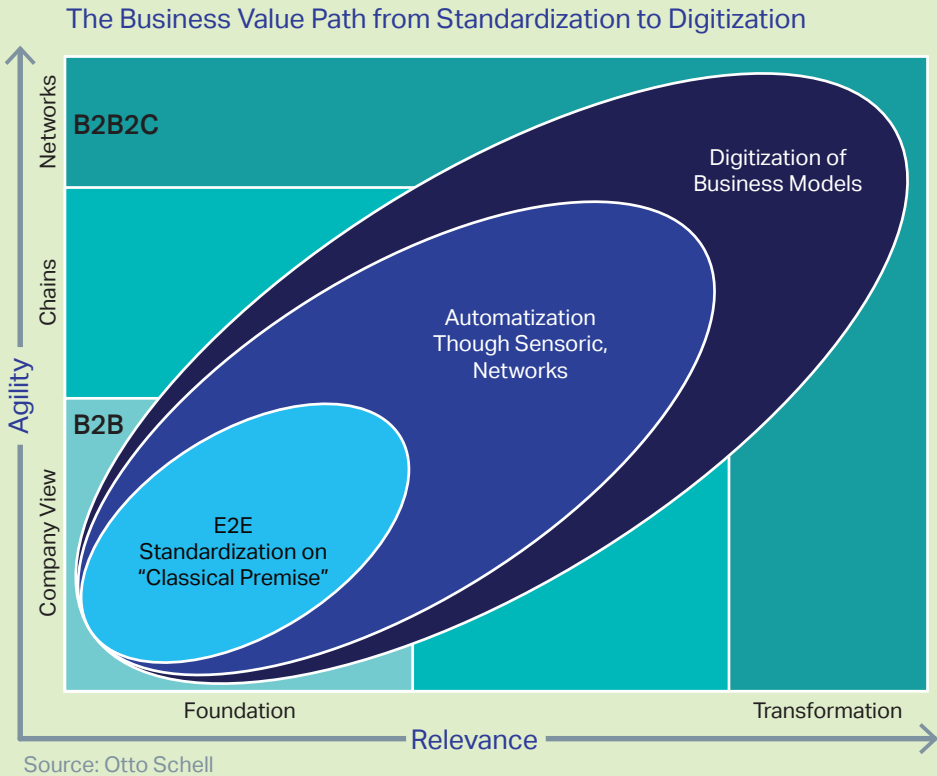 The Business Value Path from Standardization to Digitization
Networks
B2B2C
Digitization of
Business Models
Chains
Automatization
Though Sensoric,
Networks
Agility
B2B
Company View
E2E
Standardization on
“Classical Premise”
Foundation
Transformation
Relevance
Source: Otto Schell